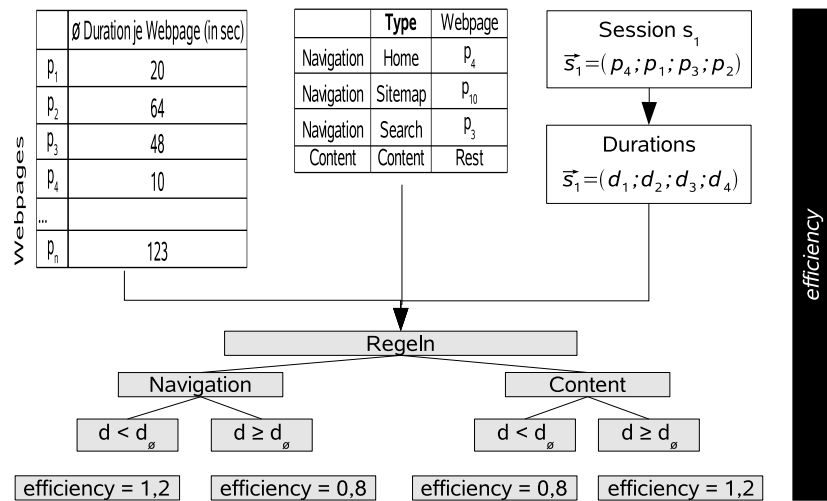 ø Duration je Webpage (in sec)
p1 20
p2 64
p3 48
p4 10
...
pn 123
Webpages
Type Webpage
Navigation Home p4
Navigation Sitemap p10
Navigation Search p3
Content Content Rest
Session s1
s1=(p4;p1;p3;p2)
Durations
s1=(d1;d2;d3;d4)
efficiency
Regeln
Navigation Content
d < dø d ≥ dø d < dø d ≥ dø
efficiency = 1,2 efficiency = 0,8 efficiency = 0,8 efficiency = 1,2